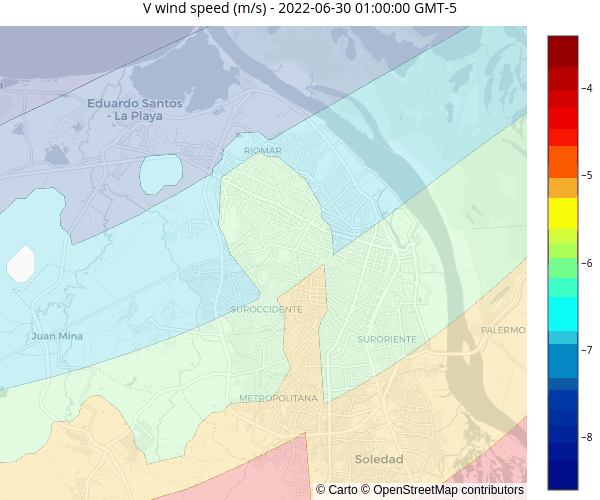 V wind speed (m/s) - 2022-06-30 01:00:00 GMT-5
−4
Eduardo Santos
- La Playa
RIOMAR
−5
−6
SUROCCIDENTE
Juan Mina
SURORIENTE
PALERMO
−7
METROPOLITANA
−8
Soledad
© Carto © OpenStreetMap contributors